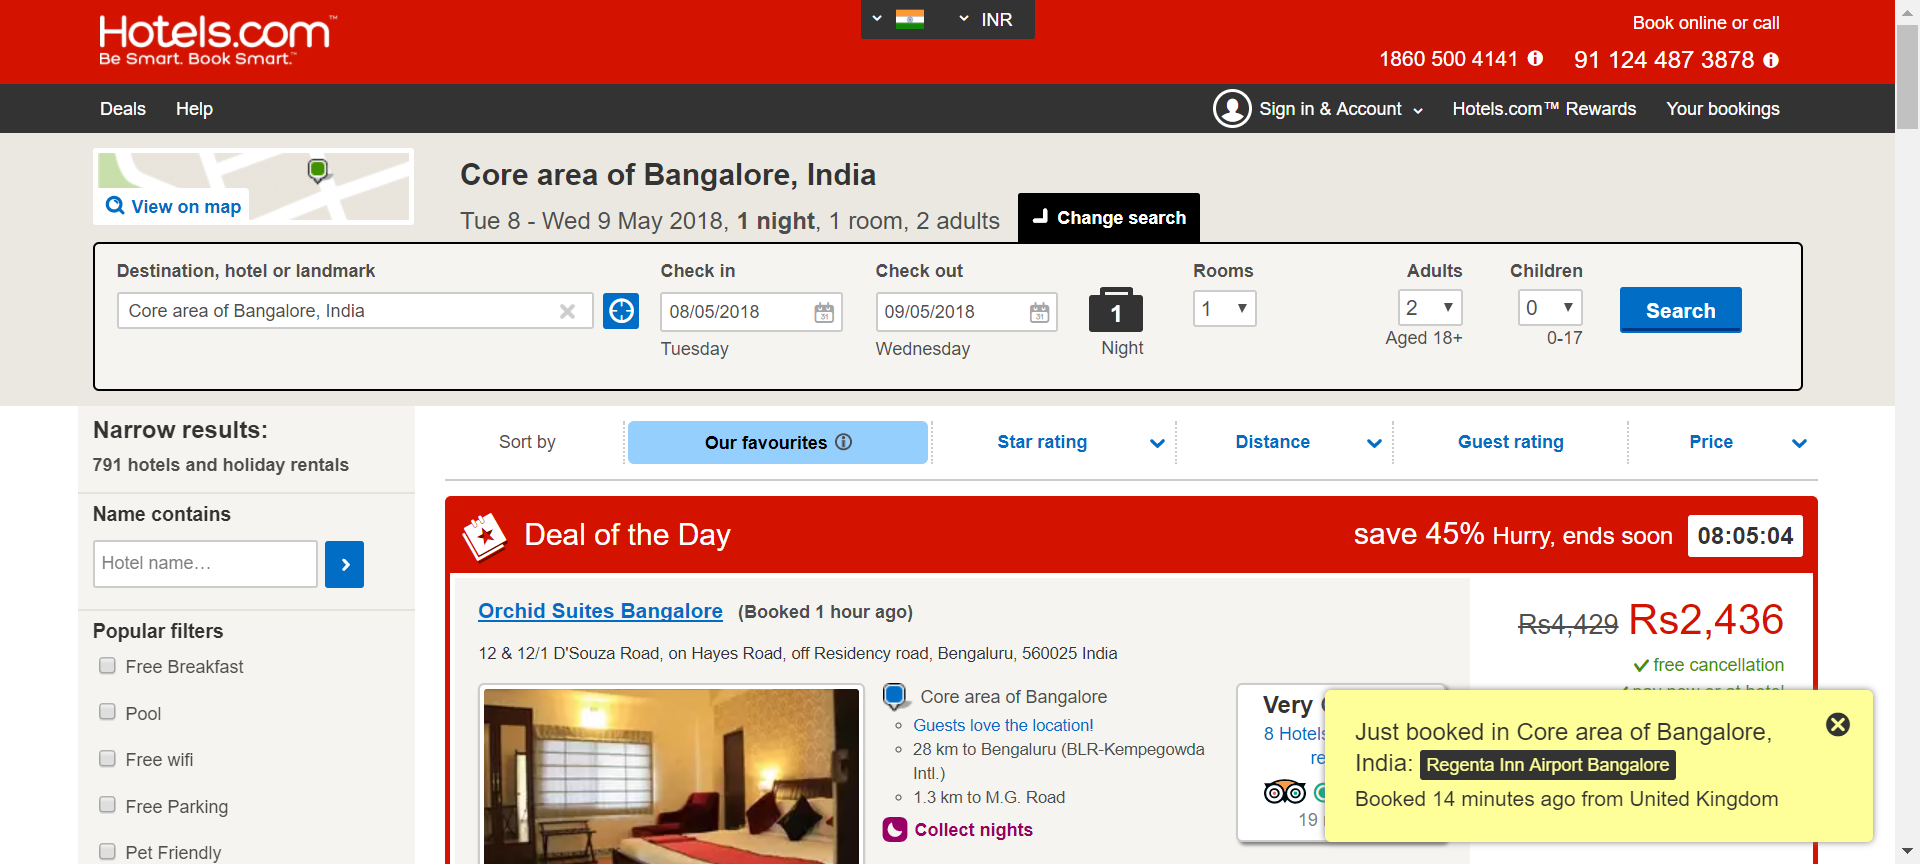 Hotels.com™
Be Smart. Book Smart.™
INR
Book online or call
1860 500 4141
91 124 487 3878
Deals
Help
Sign in & Account
Hotels.com™ Rewards
Your bookings
View on map
Core area of Bangalore, India
Tue 8 - Wed 9 May 2018, 1 night, 1 room, 2 adults
Change search
Destination, hotel or landmark
Core area of Bangalore, India
Check in
08/05/2018
31
Tuesday
Check out
09/05/2018
31
Wednesday
1
Night
Rooms
1
Adults
2
Aged 18+
Children
0
0-17
Search
Narrow results:
791 hotels and holiday rentals
Name contains
Hotel name…
Popular filters
Free Breakfast
Pool
Free wifi
Free Parking
Pet Friendly
Sort by
Our favourites
Star rating
Distance
Guest rating
Price
Deal of the Day
save 45% Hurry, ends soon
08:05:04
Orchid Suites Bangalore (Booked 1 hour ago)
12 & 12/1 D'Souza Road, on Hayes Road, off Residency road, Bengaluru, 560025 India
Rs4,429 Rs2,436
free cancellation
pay now or at hotel
Core area of Bangalore
Guests love the location!
28 km to Bengaluru (BLR-Kempegowda
Intl.)
1.3 km to M.G. Road
Collect nights
Very
8 Hotels
re
19
Just booked in Core area of Bangalore,
India: Regenta Inn Airport Bangalore
Booked 14 minutes ago from United Kingdom